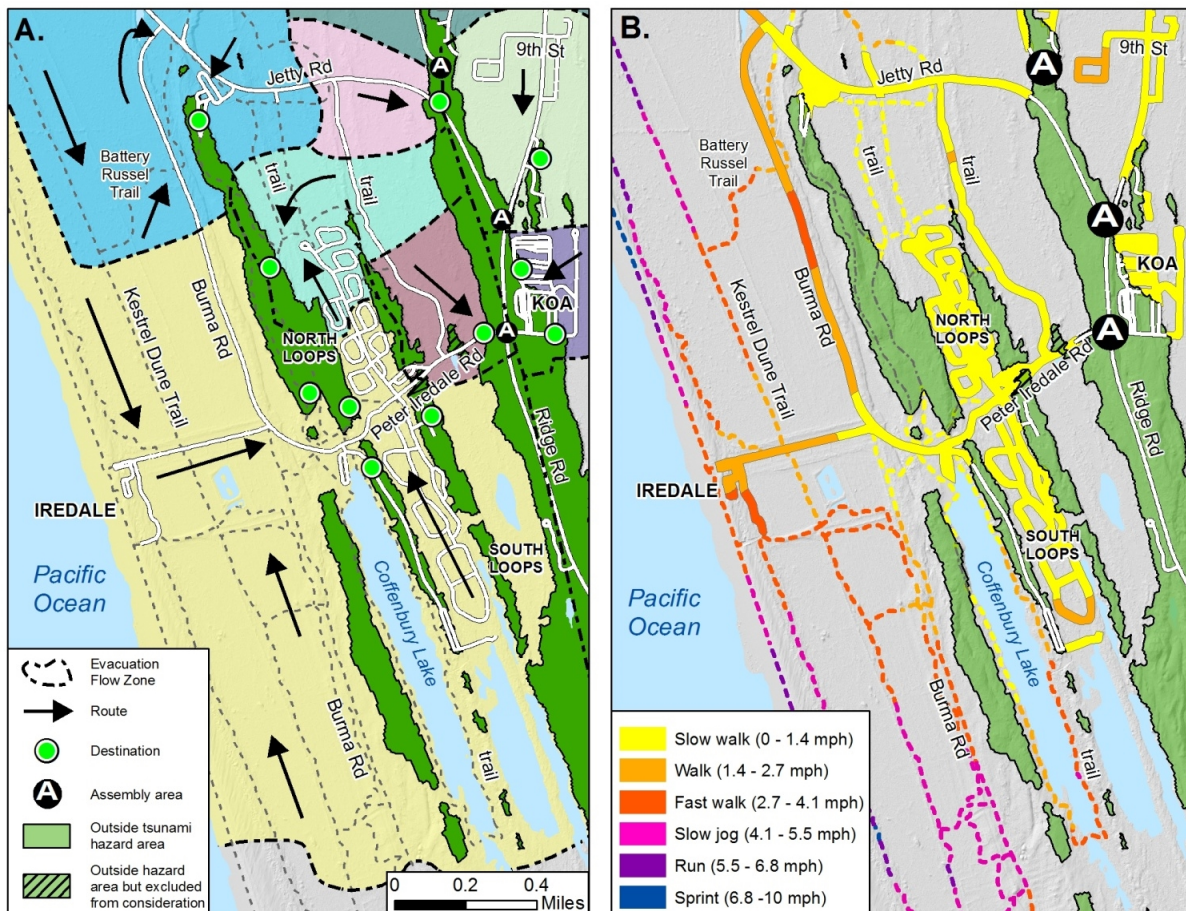 A.
9th St
A
Jetty Rd
Battery
Russel
Trail
trail
trail
A
Kestrel Dune Trail
Burma Rd
KOA
NORTH
LOOPS
A
Peter Iredale Rd
Ridge Rd
IREDALE
SOUTH
LOOPS
Pacific
Ocean
Coffenbury Lake
Burma Rd
trail
Evacuation
Flow Zone
Route
Destination
A
Assembly area
Outside tsunami
hazard area
Outside hazard
area but excluded
from consideration
0 0.2 0.4
Miles
B.
9th St
A
Jetty Rd
Battery
Russel
Trail
trail
trail
A
Kestrel Dune Trail
Burma Rd
KOA
NORTH
LOOPS
A
Peter Iredale Rd
Ridge Rd
IREDALE
SOUTH
LOOPS
Pacific
Ocean
Coffenbury Lake
Burma Rd
trail
Slow walk (0 - 1.4 mph)
Walk (1.4 - 2.7 mph)
Fast walk (2.7 - 4.1 mph)
Slow jog (4.1 - 5.5 mph)
Run (5.5 - 6.8 mph)
Sprint (6.8 -10 mph)